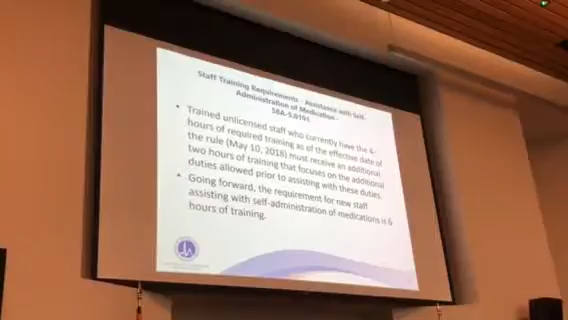 Staff Training Requirements - Assistance with Self-
Administration of Medication -
58A-5.0191
• Trained unlicensed staff who currently have the 4-
hours of required training as of the effective date of
the rule (May 10, 2018) must receive an additional
two hours of training that focuses on the additional
duties allowed prior to assisting with these duties.
• Going forward, the requirement for new staff
assisting with self-administration of medications is 6
hours of training.